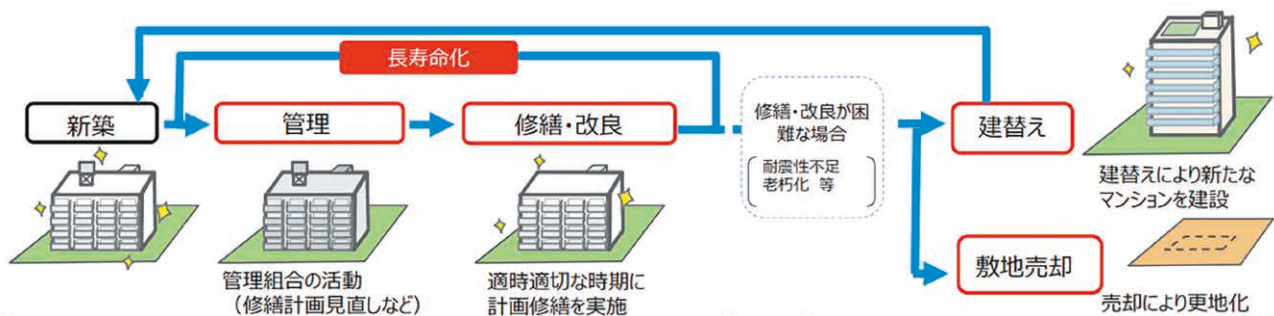 長寿命化
新築
管理
修繕・改良
修繕・改良が困
難な場合
耐震性不足
老朽化 等
建替え
敷地売却
管理組合の活動
（修繕計画見直しなど）
適時適切な時期に
計画修繕を実施
建替えにより新たな
マンションを建設
売却により更地化